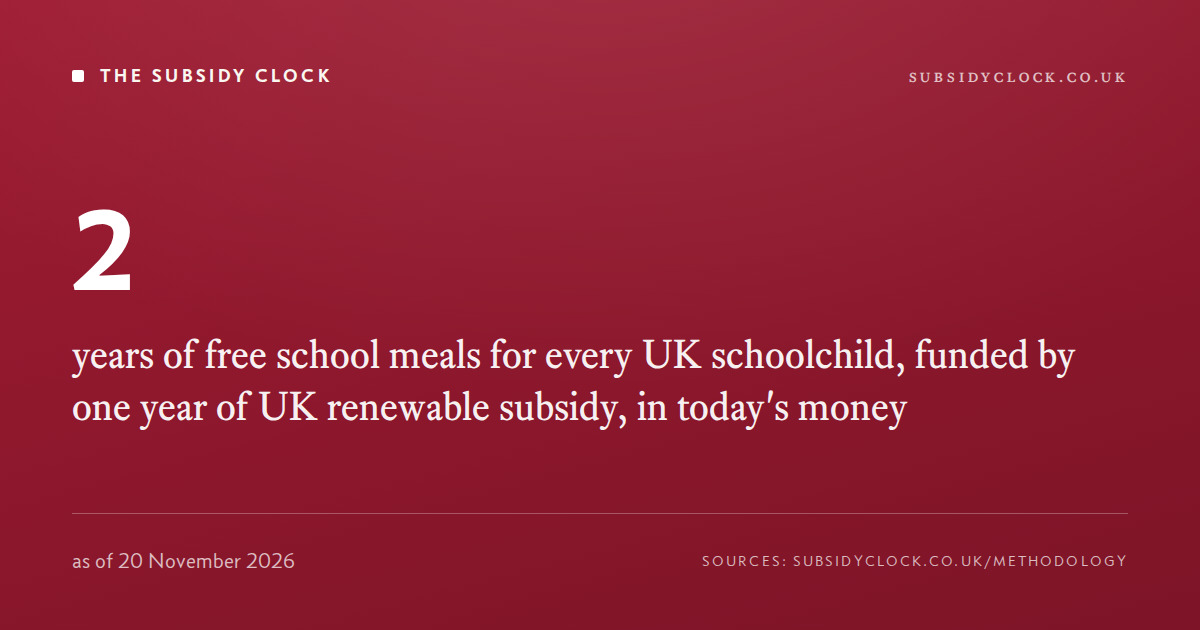 THE SUBSIDY CLOCK
SUBSIDYCLOCK.CO.UK
2
years of free school meals for every UK schoolchild, funded by
one year of UK renewable subsidy, in today's money
as of 20 November 2026
SOURCES: SUBSIDYCLOCK.CO.UK/METHODOLOGY